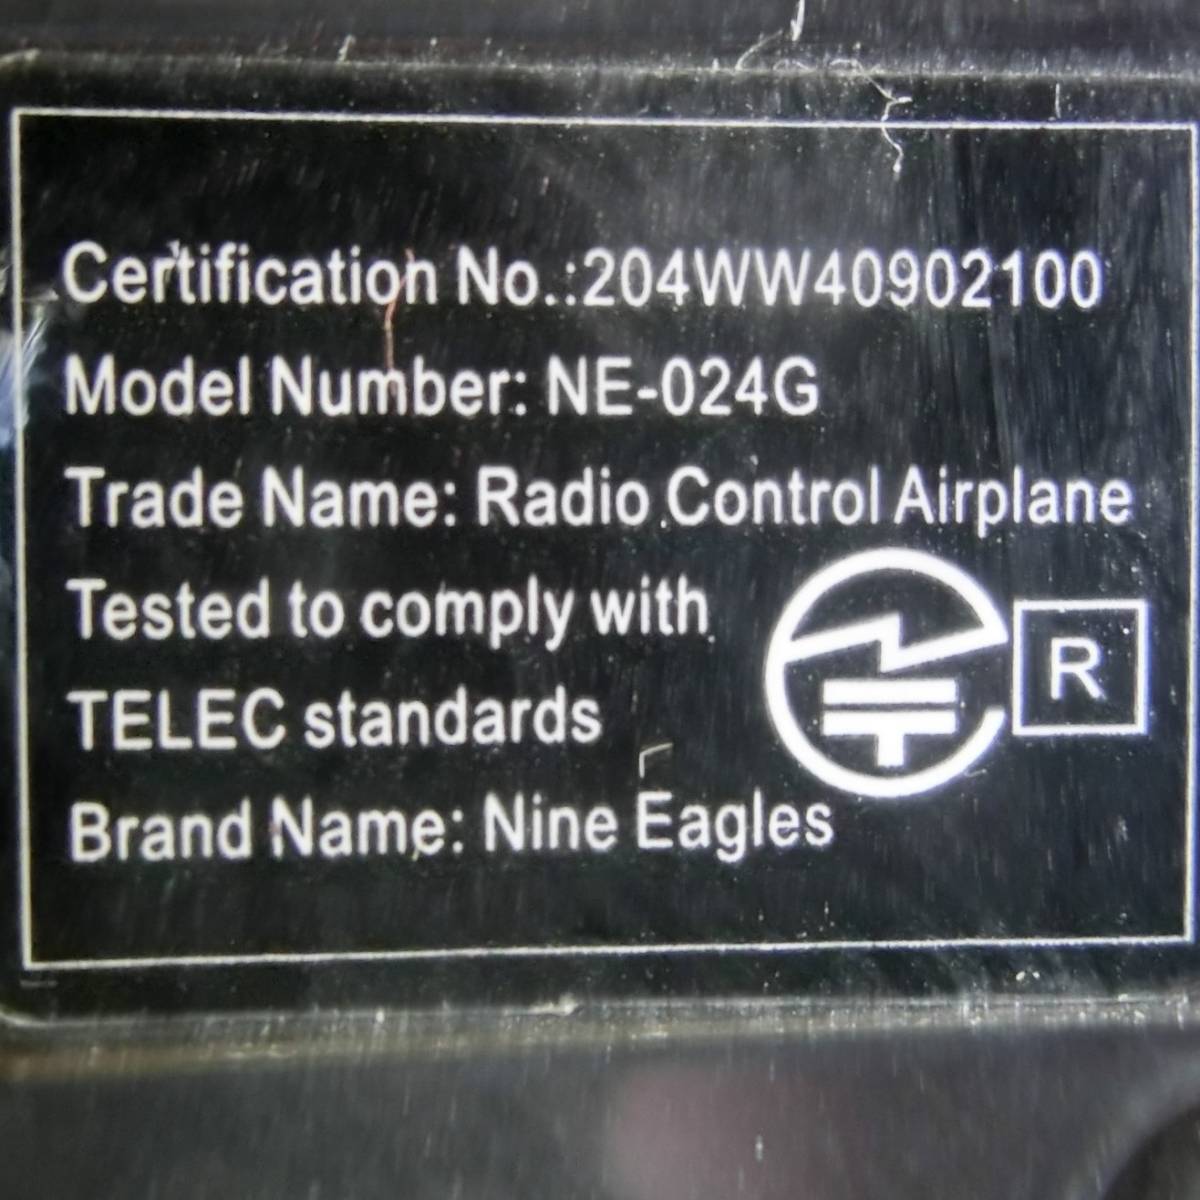 Certification No.:204WW40902100
Model Number: NE-024G
Trade Name: Radio Control Airplane
Tested to comply with
TELEC standards
R
Brand Name: Nine Eagles